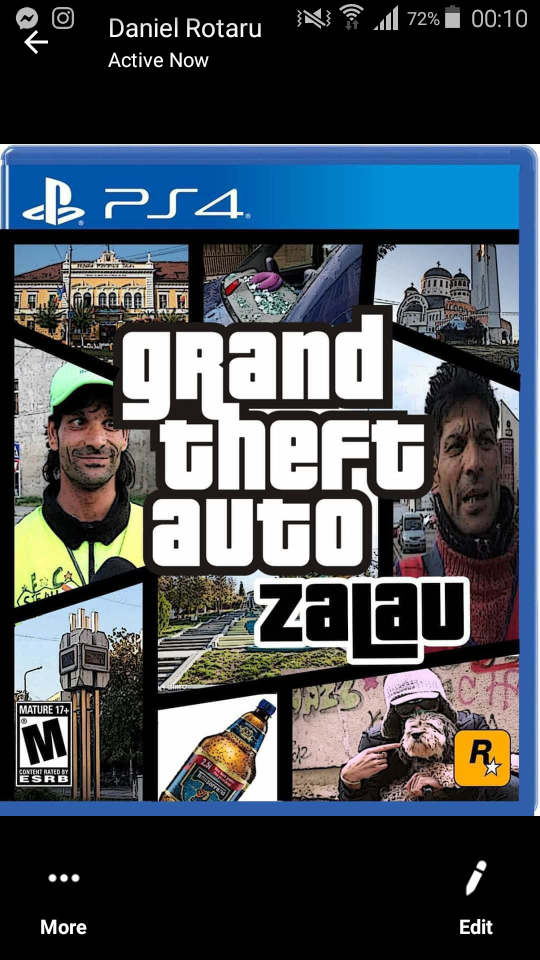 Daniel Rotaru
Active Now
72%
00:10
PS4
grand
theft
auto
ZALAU
MATURE 17+
M
CONTENT RATED BY
ESRB
R
More
Edit